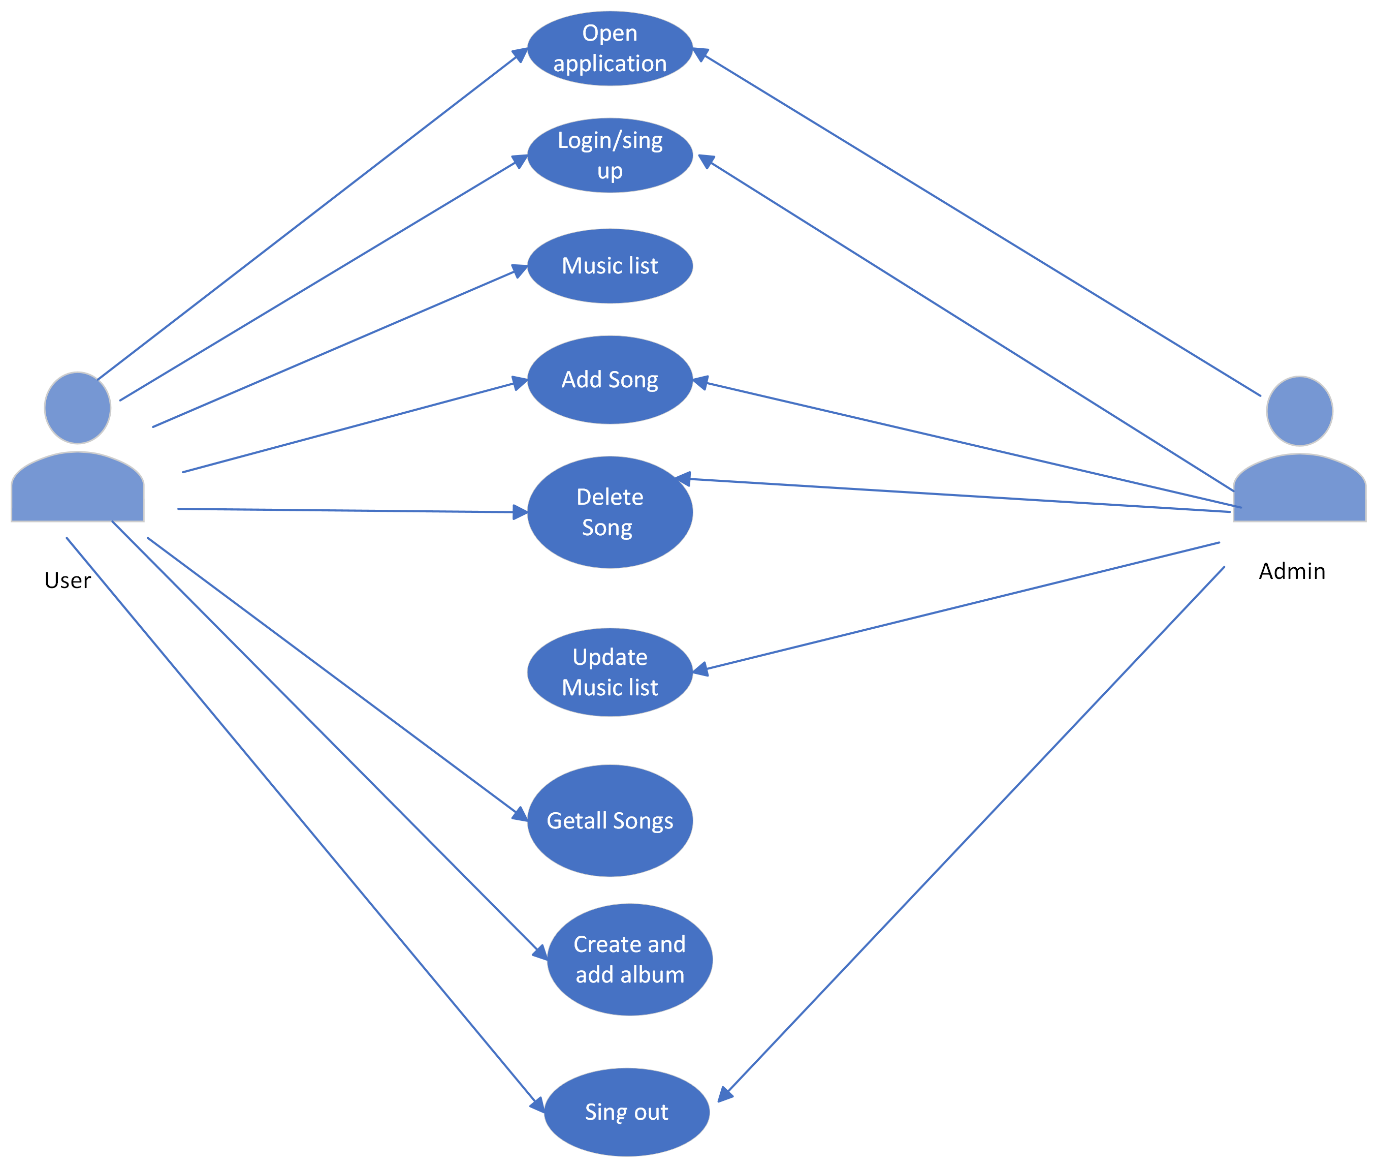 Open
application
Login/sing
up
Music list
Add Song
Delete
Song
User
Admin
Update
Music list
Getall Songs
Create and
add album
Sing out